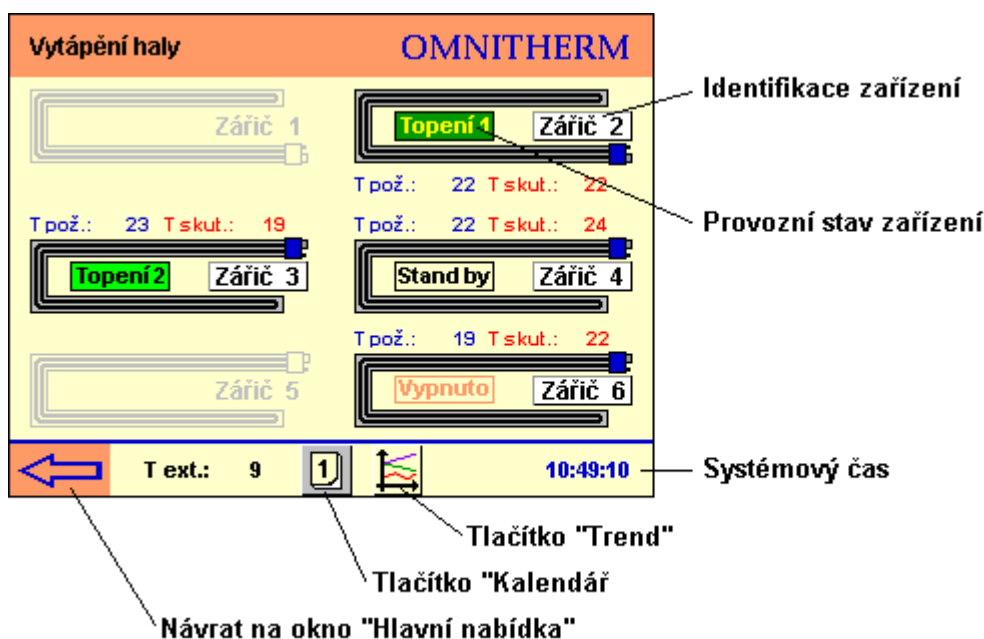 Vytápění haly OMNITHERM
Identifikace zařízení
Zářič 1
Topení 1 Zářič 2
T pož.: 22 T skut.: 22
Provozní stav zařízení
T pož.: 23 T skut.: 19
T pož.: 22 T skut.: 24
Topení 2 Zářič 3
Stand by Zářič 4
T pož.: 19 T skut.: 22
Zářič 5
Vypnuto Zářič 6
T ext.: 9 1 10:49:10
Systémový čas
Tlačítko "Trend"
Tlačítko "Kalendář
Návrat na okno "Hlavní nabídka"